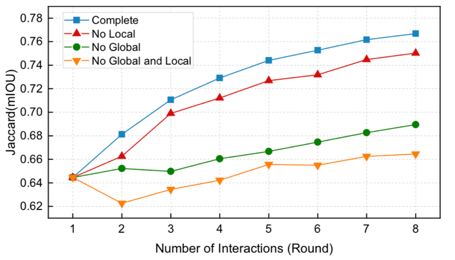 0.78
0.76
0.74
0.72
0.70
0.68
0.66
0.64
0.62
Jaccard(mIOU)
Complete
No Local
No Global
No Global and Local
1 2 3 4 5 6 7 8
Number of Interactions (Round)